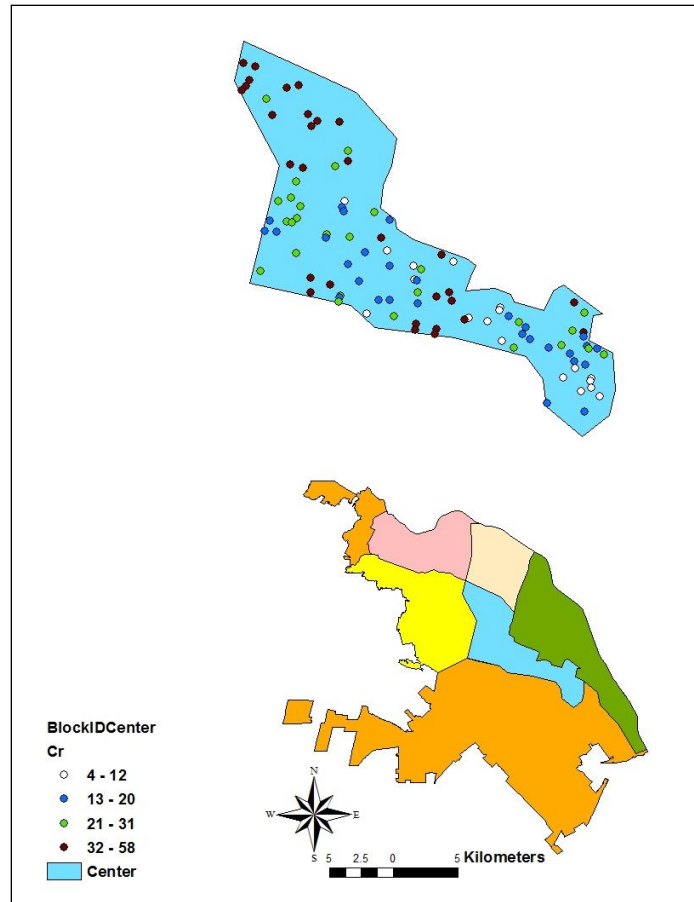 BlockIDCenter
Cr
4 - 12
13 - 20
21 - 31
32 - 58
Center
N
W E
S
5 2.5 0 5 Kilometers